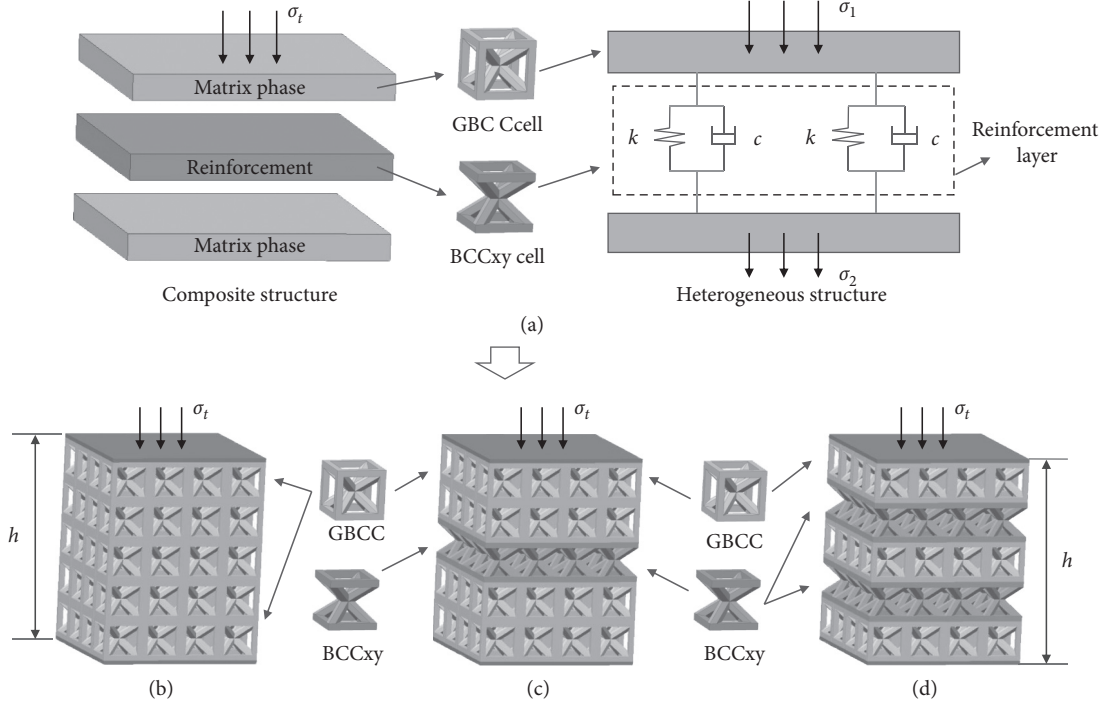 σt
Matrix phase
Reinforcement
Matrix phase
Composite structure
GBC Ccell
BCCxy cell
σ1
k
c
k
c
Reinforcement
layer
σ2
Heterogeneous structure
(a)
σt
h
GBCC
BCCxy
(b)
σt
(c)
GBCC
BCCxy
σt
h
(d)